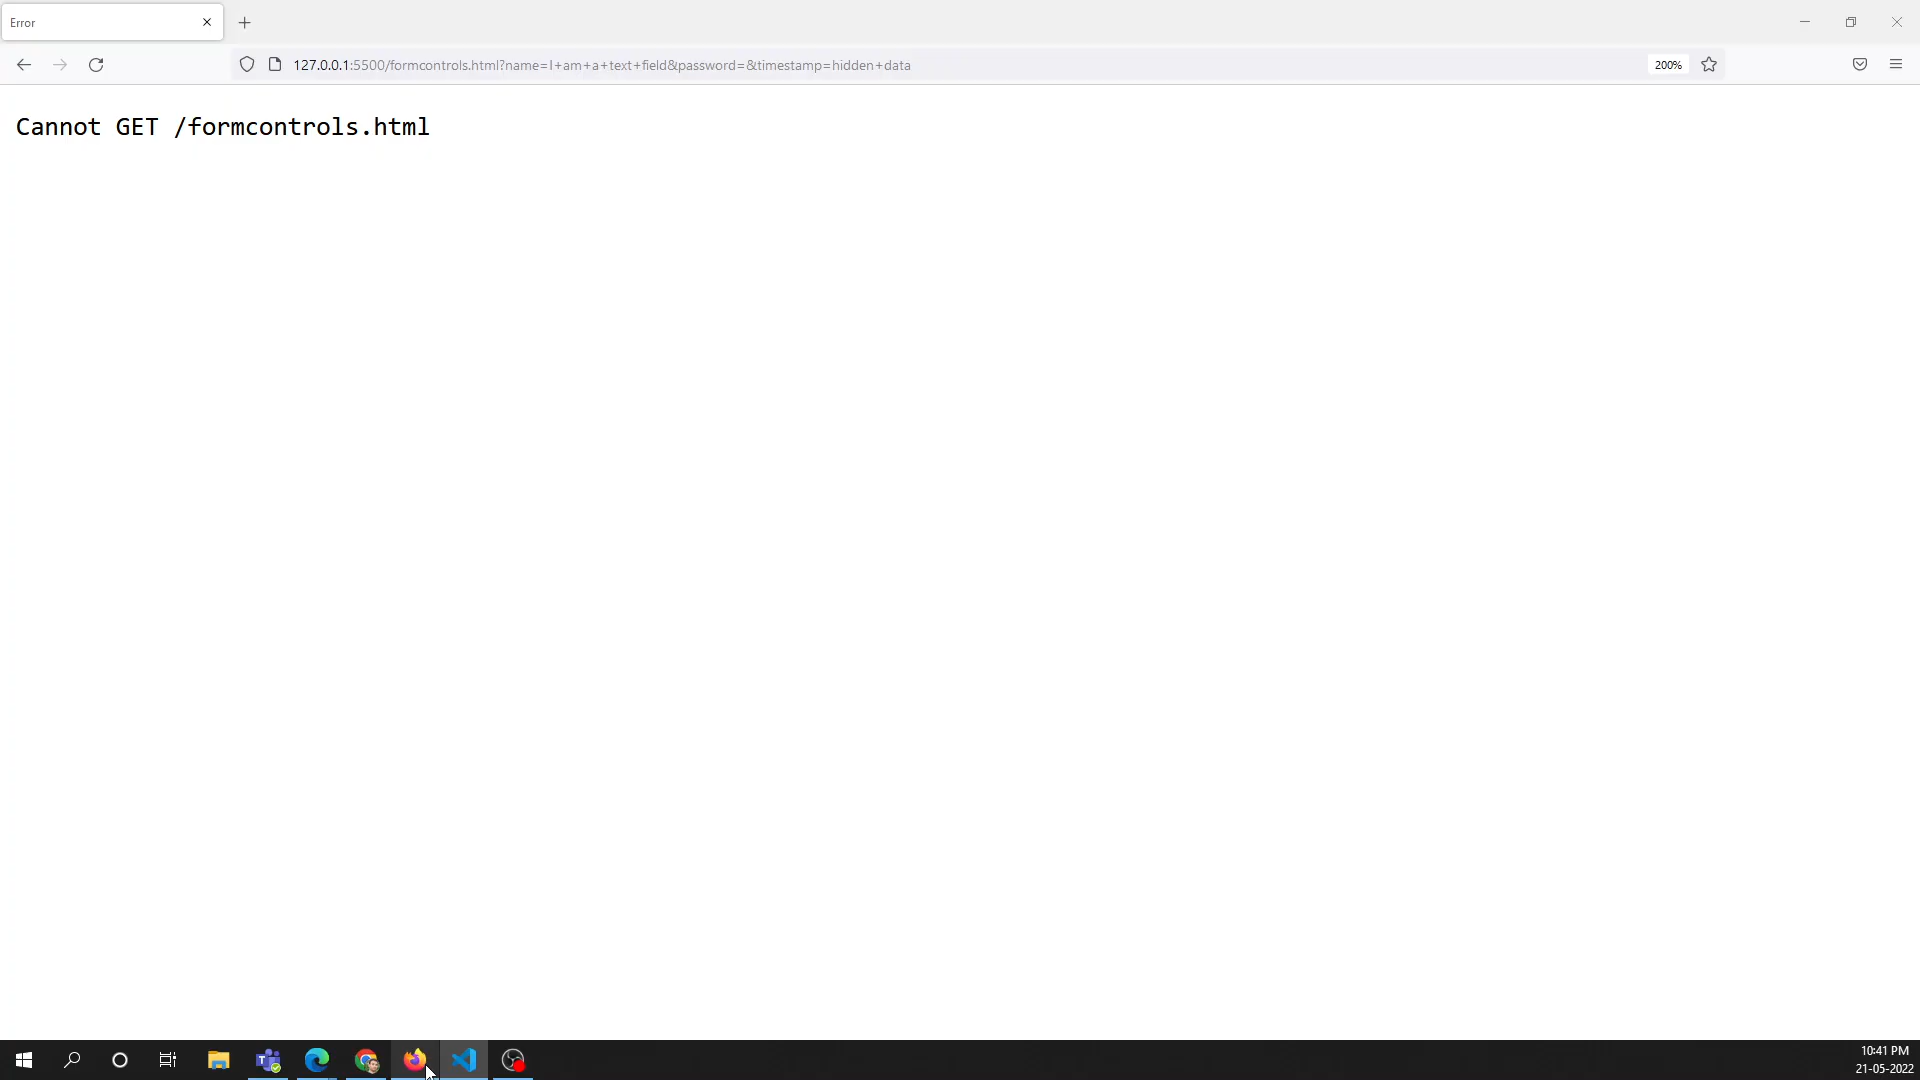 Error
127.0.0.1:5500/formcontrols.html?name=I+am+a+text+field&password=&timestamp=hidden+data
200%
Cannot GET /formcontrols.html
10:41 PM
21-05-2022